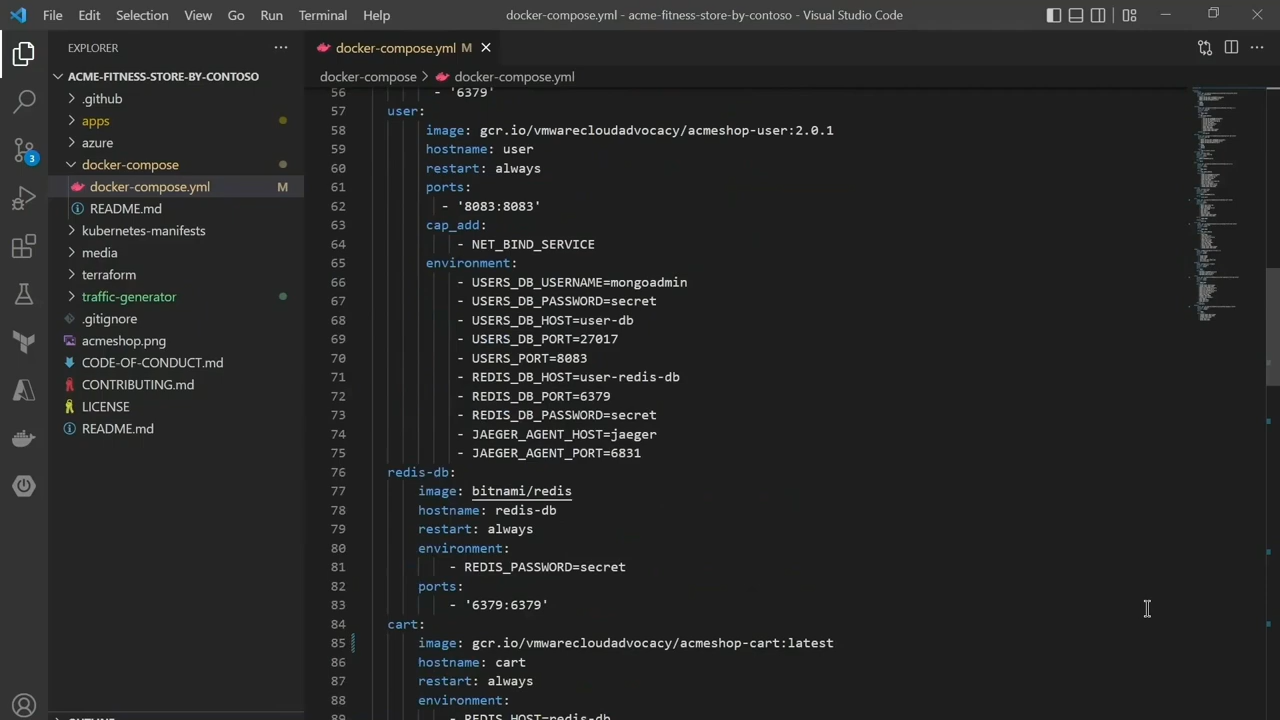 File Edit Selection View Go Run Terminal Help docker-compose.yml - acme-fitness-store-by-contoso - Visual Studio Code
EXPLORER
docker-compose.yml M
ACME-FITNESS-STORE-BY-CONTOSO
docker-compose > docker-compose.yml
.github
apps
azure
docker-compose
docker-compose.yml M
README.md
kubernetes-manifests
media
terraform
traffic-generator
.gitignore
acmeshop.png
CODE-OF-CONDUCT.md
CONTRIBUTING.md
LICENSE
README.md
3
56 - '6379'
57 user:
58 image: gcr.io/vmwarecloudadvocacy/acmeshop-user:2.0.1
59 hostname: user
60 restart: always
61 ports:
62 - '8083:8083'
63 cap_add:
64 - NET_BIND_SERVICE
65 environment:
66 - USERS_DB_USERNAME=mongoadmin
67 - USERS_DB_PASSWORD=secret
68 - USERS_DB_HOST=user-db
69 - USERS_DB_PORT=27017
70 - USERS_PORT=8083
71 - REDIS_DB_HOST=user-redis-db
72 - REDIS_DB_PORT=6379
73 - REDIS_DB_PASSWORD=secret
74 - JAEGER_AGENT_HOST=jaeger
75 - JAEGER_AGENT_PORT=6831
76 redis-db:
77 image: bitnami/redis
78 hostname: redis-db
79 restart: always
80 environment:
81 - REDIS_PASSWORD=secret
82 ports:
83 - '6379:6379'
84 cart:
85 image: gcr.io/vmwarecloudadvocacy/acmeshop-cart:latest
86 hostname: cart
87 restart: always
88 environment:
89 - REDIS_HOST=redis-db
OUTLINE